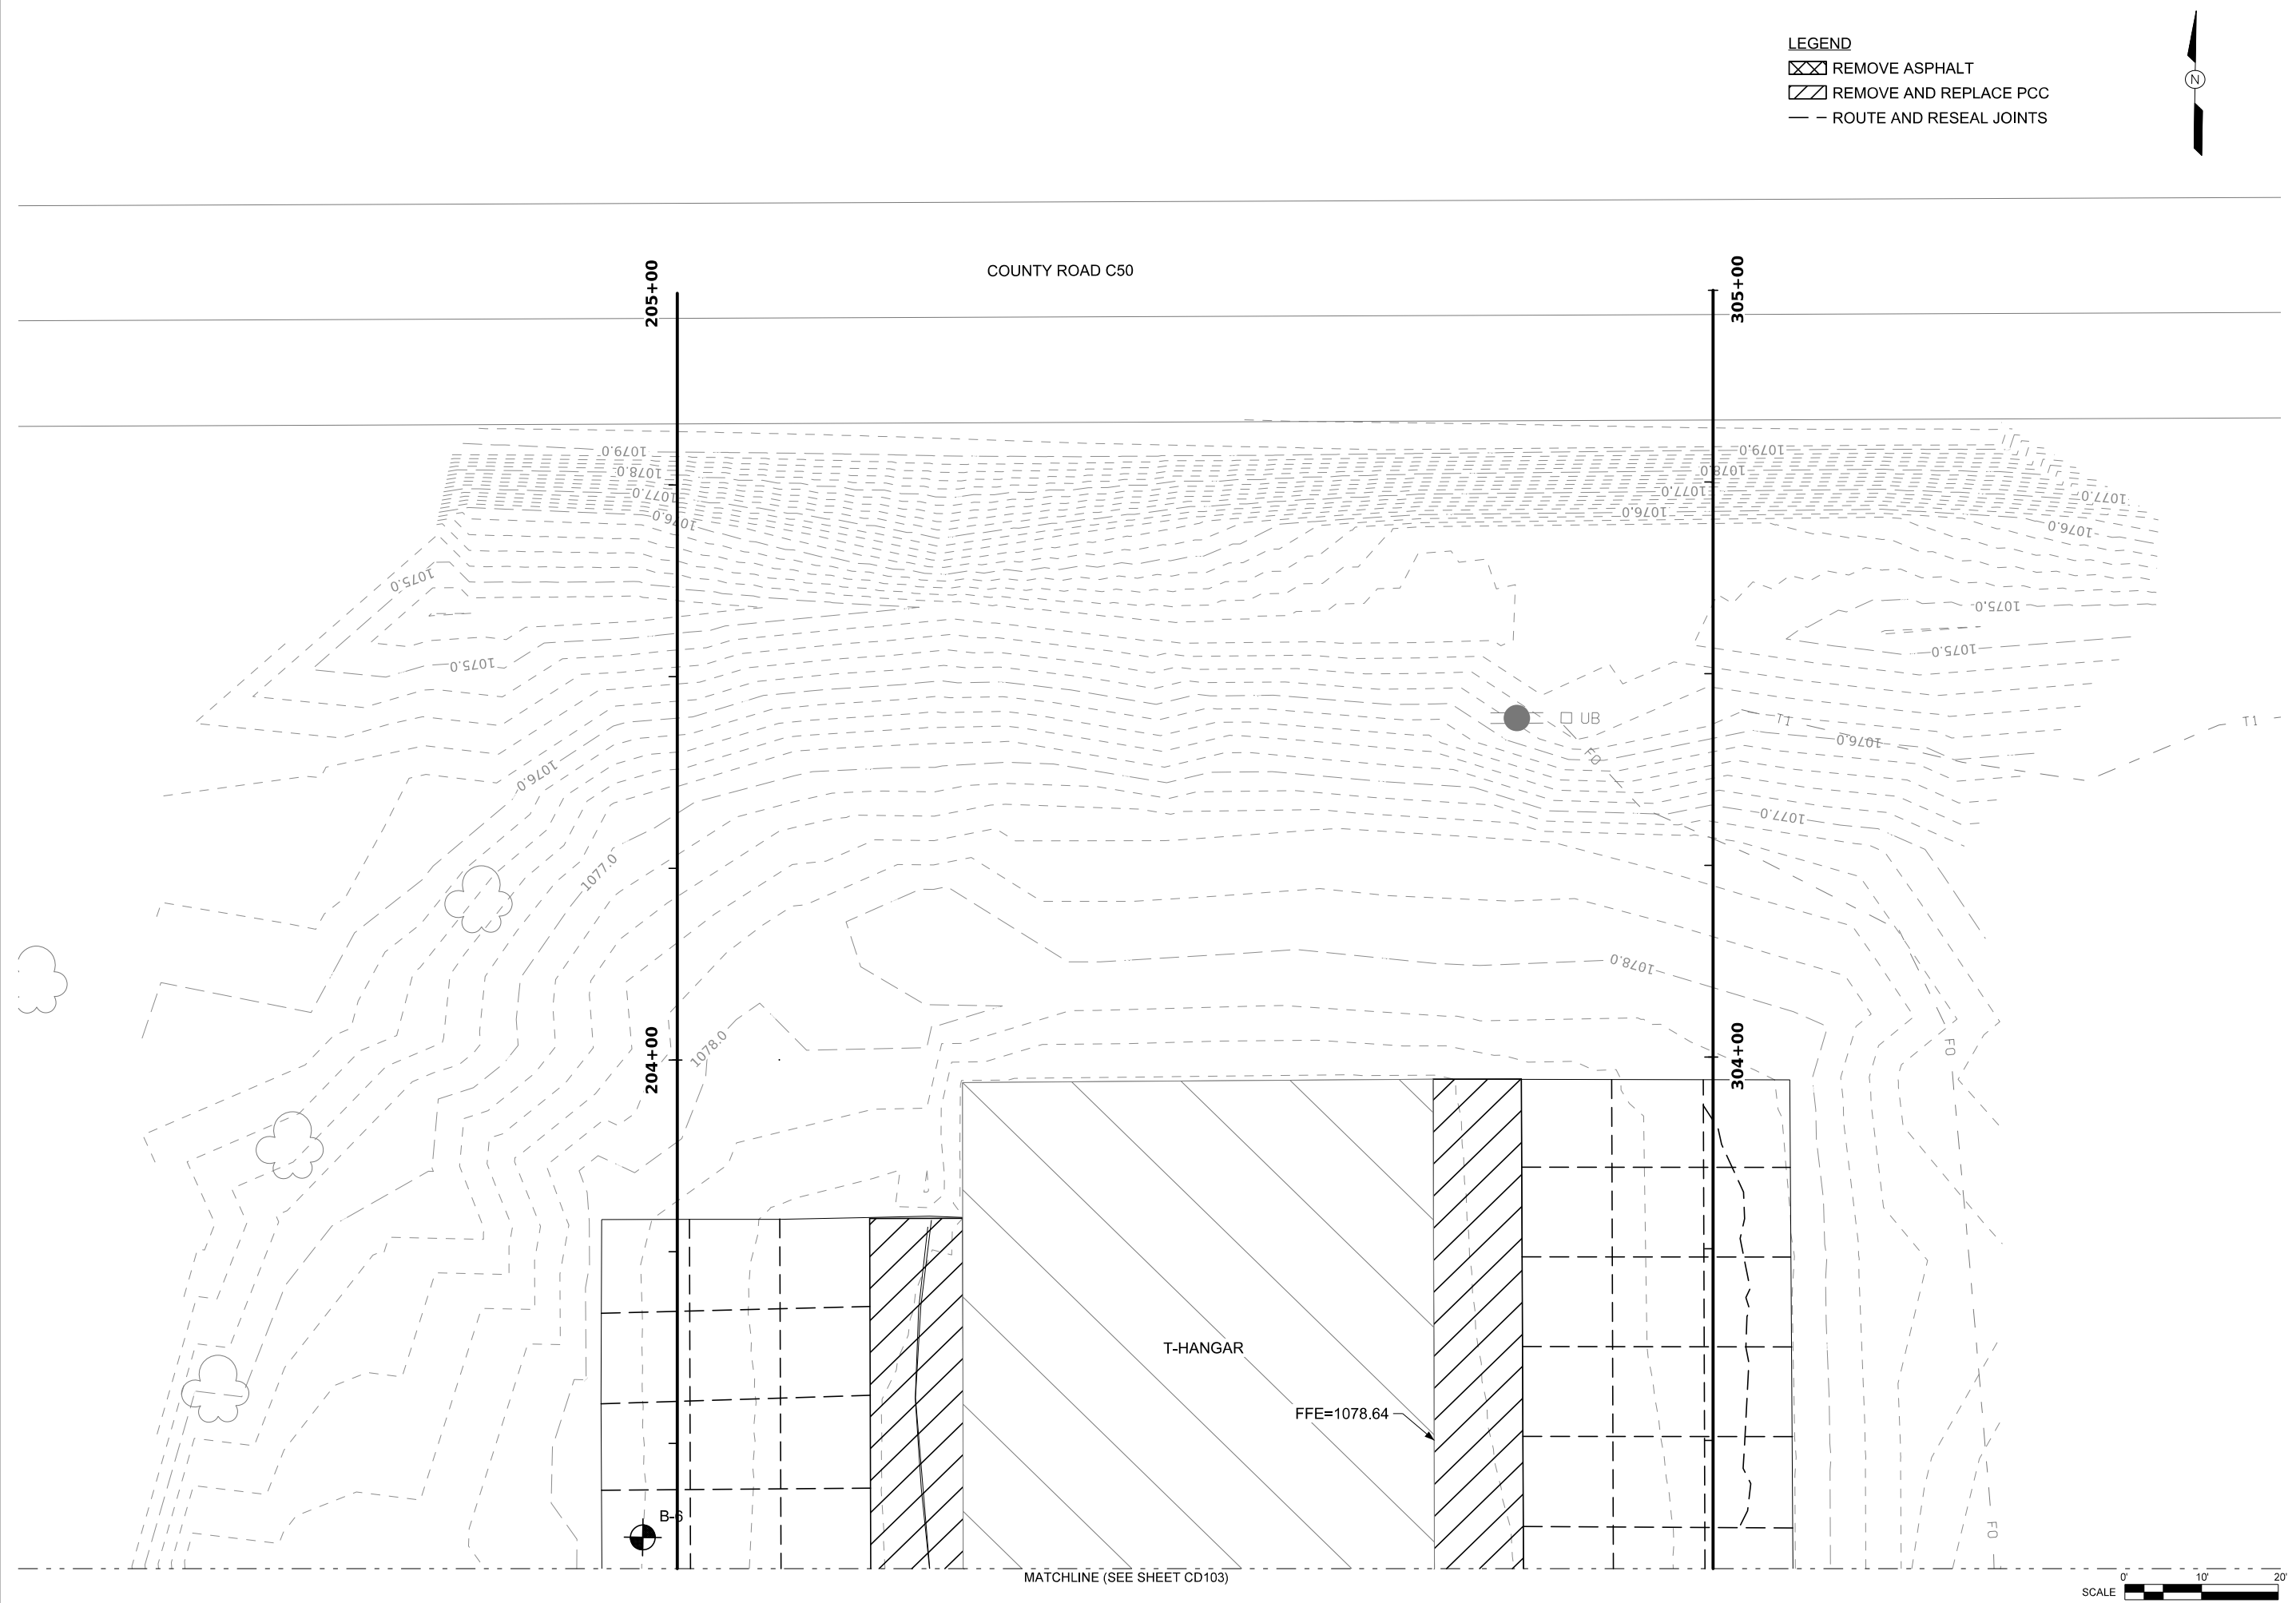 LEGEND
REMOVE ASPHALT
REMOVE AND REPLACE PCC
ROUTE AND RESEAL JOINTS
N
COUNTY ROAD C50
205+00
305+00
1079.0
1079.0
1078.0
1078.0
1077.0
1077.0
1077.0
1076.0
1076.0
1076.0
1075.0
1075.0
1075.0
1075.0
UB
FO
1076.0
1076.0
1077.0
1077.0
1078.0
1078.0
204+00
304+00
FO
T-HANGAR
FFE=1078.64
B-6
FO
MATCHLINE (SEE SHEET CD103)
SCALE
0' 10' 20'